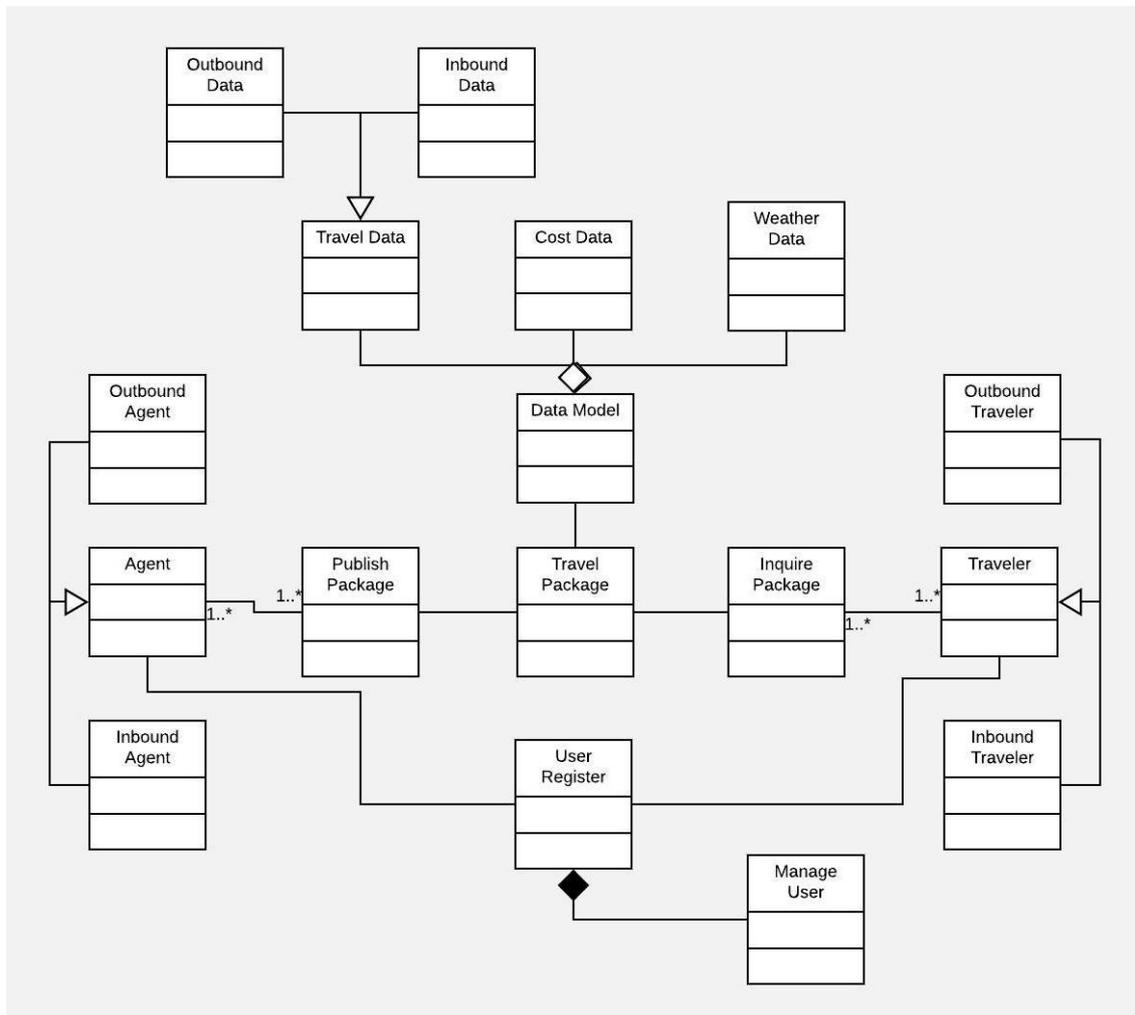 Outbound
Data
Inbound
Data
Travel Data
Cost Data
Weather
Data
Outbound
Agent
Data Model
Outbound
Traveler
Agent
Publish
Package
Travel
Package
Inquire
Package
Traveler
1..*
1..*
1..*
1..*
Inbound
Agent
User
Register
Inbound
Traveler
Manage
User